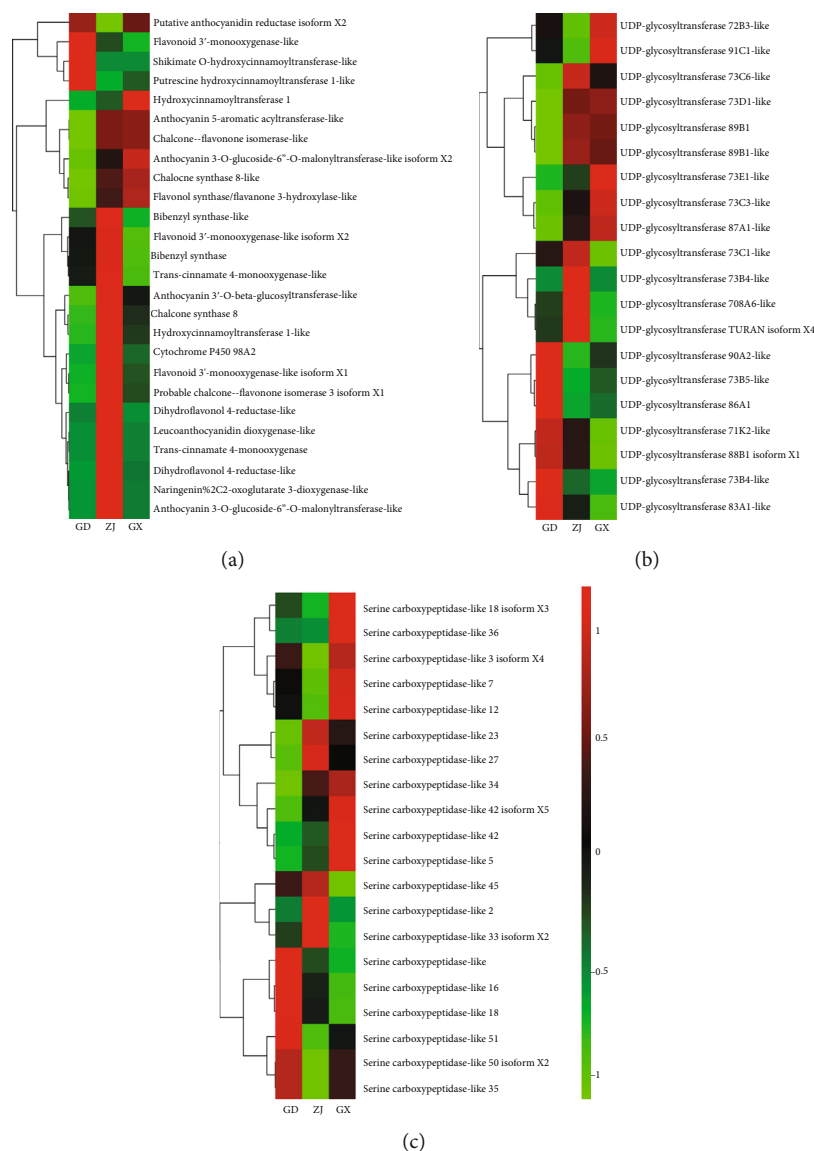 Putative anthocyanidin reductase isoform X2
Flavonoid 3'-monooxygenase-like
Shikimate O-hydroxycinnamoyltransferase-like
Putrescine hydroxycinnamoyltransferase 1-like
Hydroxycinnamoyltransferase 1
Anthocyanin 5-aromatic acyltransferase-like
Chalcone--flavonone isomerase-like
Anthocyanin 3-O-glucoside-6"-O-malonyltransferase-like isoform X2
Chalocne synthase 8-like
Flavonol synthase/flavanone 3-hydroxylase-like
Bibenzyl synthase-like
Flavonoid 3'-monooxygenase-like isoform X2
Bibenzyl synthase
Trans-cinnamate 4-monooxygenase-like
Anthocyanin 3'-O-beta-glucosyltransferase-like
Chalcone synthase 8
Hydroxycinnamoyltransferase 1-like
Cytochrome P450 98A2
Flavonoid 3'-monooxygenase-like isoform X1
Probable chalcone--flavonone isomerase 3 isoform X1
Dihydroflavonol 4-reductase-like
Leucoanthocyanidin dioxygenase-like
Trans-cinnamate 4-monooxygenase
Dihydroflavonol 4-reductase-like
Naringenin%2C2-oxoglutarate 3-dioxygenase-like
Anthocyanin 3-O-glucoside-6"-O-malonyltransferase-like
GD ZJ GX
(a)
UDP-glycosyltransferase 72B3-like
UDP-glycosyltransferase 91C1-like
UDP-glycosyltransferase 73C6-like
UDP-glycosyltransferase 73D1-like
UDP-glycosyltransferase 89B1
UDP-glycosyltransferase 89B1-like
UDP-glycosyltransferase 73E1-like
UDP-glycosyltransferase 73C3-like
UDP-glycosyltransferase 87A1-like
UDP-glycosyltransferase 73C1-like
UDP-glycosyltransferase 73B4-like
UDP-glycosyltransferase 708A6-like
UDP-glycosyltransferase TURAN isoform X4
UDP-glycosyltransferase 90A2-like
UDP-glycosyltransferase 73B5-like
UDP-glycosyltransferase 86A1
UDP-glycosyltransferase 71K2-like
UDP-glycosyltransferase 88B1 isoform X1
UDP-glycosyltransferase 73B4-like
UDP-glycosyltransferase 83A1-like
GD ZJ GX
(b)
Serine carboxypeptidase-like 18 isoform X3
Serine carboxypeptidase-like 36
Serine carboxypeptidase-like 3 isoform X4
Serine carboxypeptidase-like 7
Serine carboxypeptidase-like 12
Serine carboxypeptidase-like 23
Serine carboxypeptidase-like 27
Serine carboxypeptidase-like 34
Serine carboxypeptidase-like 42 isoform X5
Serine carboxypeptidase-like 42
Serine carboxypeptidase-like 5
Serine carboxypeptidase-like 45
Serine carboxypeptidase-like 2
Serine carboxypeptidase-like 33 isoform X2
Serine carboxypeptidase-like
Serine carboxypeptidase-like 16
Serine carboxypeptidase-like 18
Serine carboxypeptidase-like 51
Serine carboxypeptidase-like 50 isoform X2
Serine carboxypeptidase-like 35
GD ZJ GX
1
0.5
0
-0.5
-1
(c)